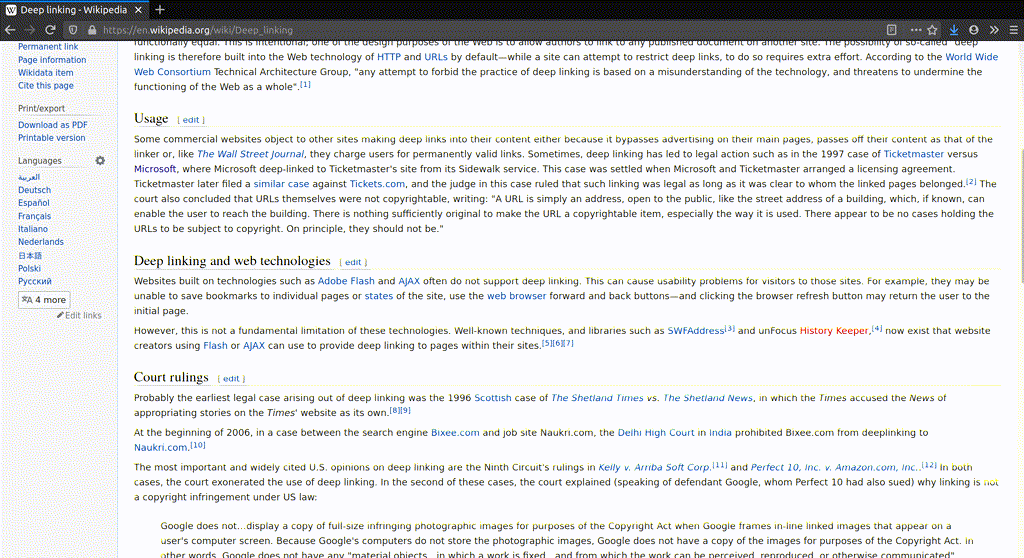 Deep linking - Wikipedia
https://en.wikipedia.org/wiki/Deep_linking
Permanent link
Page information
Wikidata item
Cite this page
Print/export
Download as PDF
Printable version
Languages
العربية
Deutsch
Español
Français
Italiano
Nederlands
日本語
Polski
Русский
4 more
Edit links
functionally equal. This is intentional; one of the design purposes of the Web is to allow authors to link to any published document on another site. The possibility of so-called "deep"
linking is therefore built into the Web technology of HTTP and URLs by default—while a site can attempt to restrict deep links, to do so requires extra effort. According to the World Wide
Web Consortium Technical Architecture Group, "any attempt to forbid the practice of deep linking is based on a misunderstanding of the technology, and threatens to undermine the
functioning of the Web as a whole".[1]
Usage [ edit ]
Some commercial websites object to other sites making deep links into their content either because it bypasses advertising on their main pages, passes off their content as that of the
linker or, like The Wall Street Journal, they charge users for permanently valid links. Sometimes, deep linking has led to legal action such as in the 1997 case of Ticketmaster versus
Microsoft, where Microsoft deep-linked to Ticketmaster's site from its Sidewalk service. This case was settled when Microsoft and Ticketmaster arranged a licensing agreement.
Ticketmaster later filed a similar case against Tickets.com, and the judge in this case ruled that such linking was legal as long as it was clear to whom the linked pages belonged.[2] The
court also concluded that URLs themselves were not copyrightable, writing: "A URL is simply an address, open to the public, like the street address of a building, which, if known, can
enable the user to reach the building. There is nothing sufficiently original to make the URL a copyrightable item, especially the way it is used. There appear to be no cases holding the
URLs to be subject to copyright. On principle, they should not be."
Deep linking and web technologies [ edit ]
Websites built on technologies such as Adobe Flash and AJAX often do not support deep linking. This can cause usability problems for visitors to those sites. For example, they may be
unable to save bookmarks to individual pages or states of the site, use the web browser forward and back buttons—and clicking the browser refresh button may return the user to the
initial page.
However, this is not a fundamental limitation of these technologies. Well-known techniques, and libraries such as SWFAddress[3] and unFocus History Keeper,[4] now exist that website
creators using Flash or AJAX can use to provide deep linking to pages within their sites.[5][6][7]
Court rulings [ edit ]
Probably the earliest legal case arising out of deep linking was the 1996 Scottish case of The Shetland Times vs. The Shetland News, in which the Times accused the News of
appropriating stories on the Times' website as its own.[8][9]
At the beginning of 2006, in a case between the search engine Bixee.com and job site Naukri.com, the Delhi High Court in India prohibited Bixee.com from deeplinking to
Naukri.com.[10]
The most important and widely cited U.S. opinions on deep linking are the Ninth Circuit's rulings in Kelly v. Arriba Soft Corp.[11] and Perfect 10, Inc. v. Amazon.com, Inc..[12] In both
cases, the court exonerated the use of deep linking. In the second of these cases, the court explained (speaking of defendant Google, whom Perfect 10 had also sued) why linking is not
a copyright infringement under US law:
Google does not...display a copy of full-size infringing photographic images for purposes of the Copyright Act when Google frames in-line linked images that appear on a
user's computer screen. Because Google's computers do not store the photographic images, Google does not have a copy of the images for purposes of the Copyright Act. In
other words, Google does not have any "material objects...in which a work is fixed...and from which the work can be perceived, reproduced, or otherwise communicated"